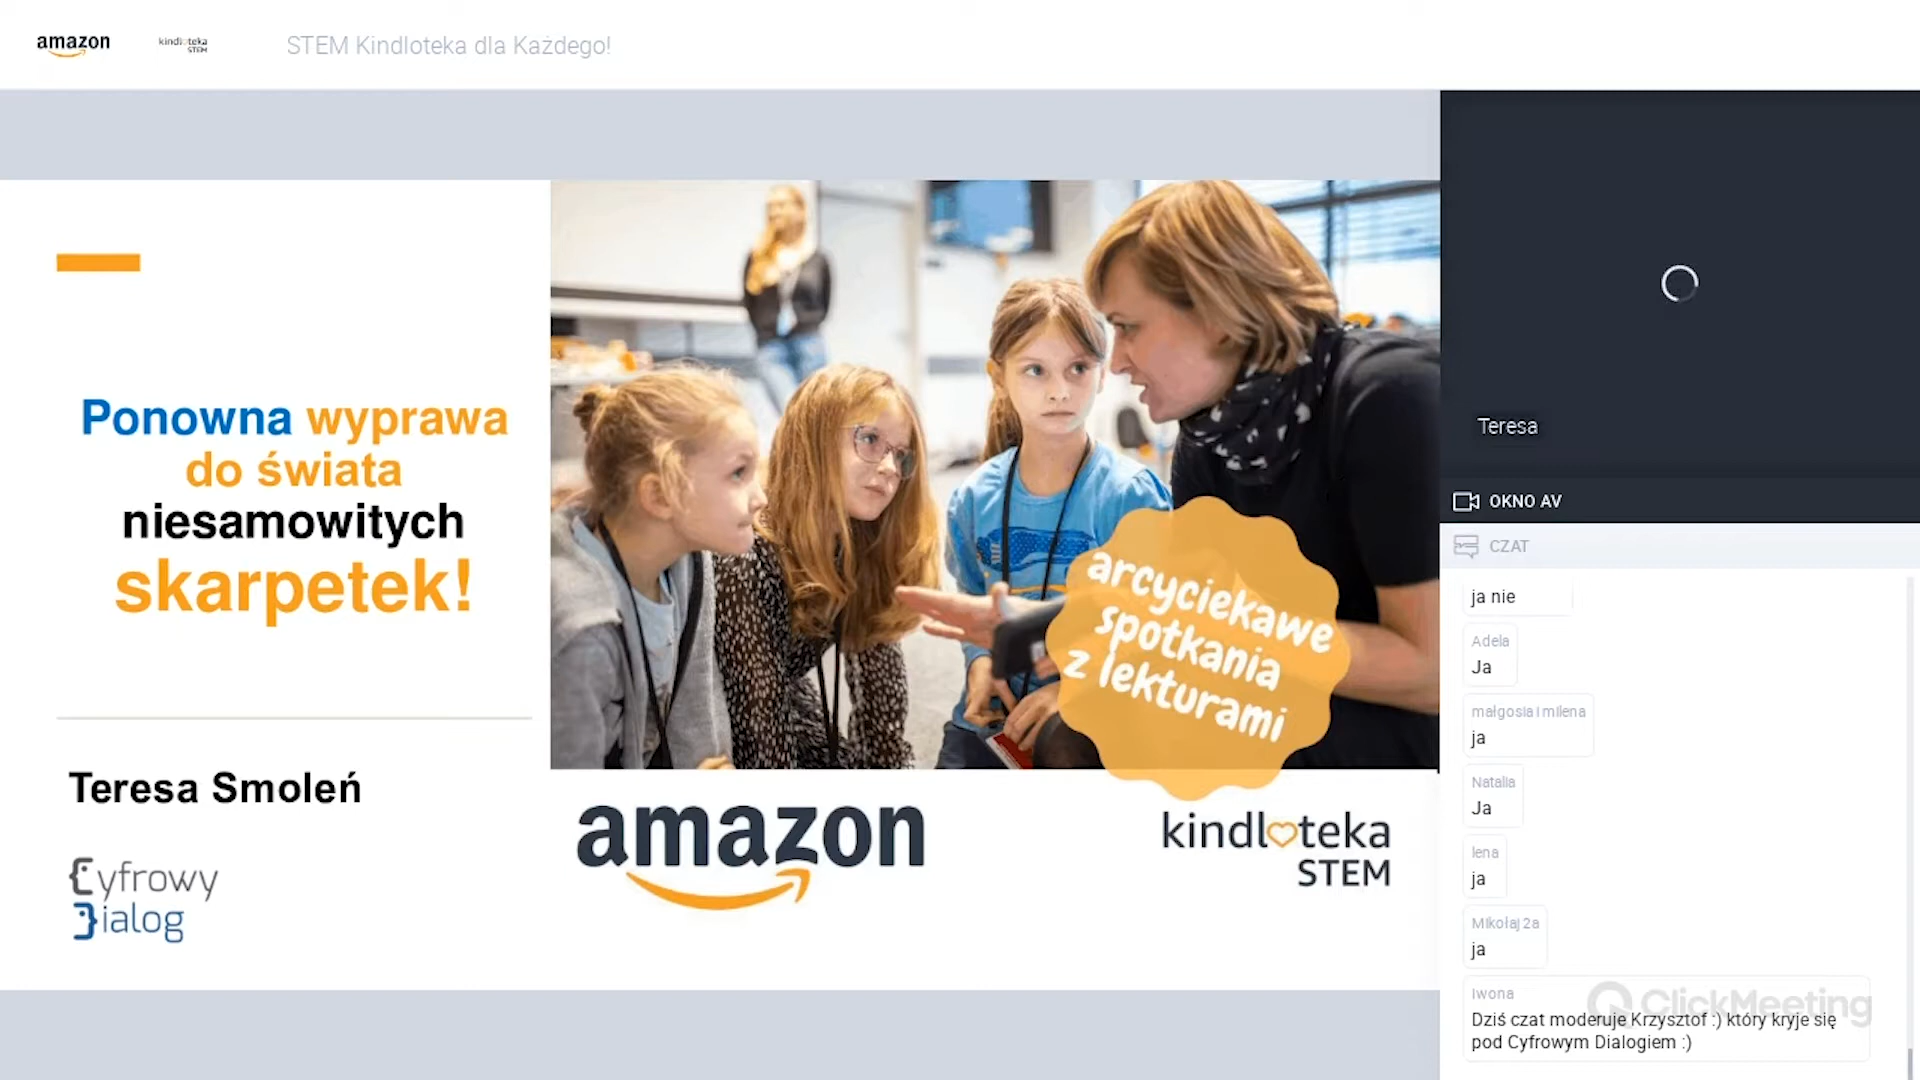 amazon
kindloteka
STEM
STEM Kindloteka dla Każdego!
Ponowna wyprawa
do świata
niesamowitych
skarpetek!
Teresa Smoleń
Cyfrowy
Dialog
arcyciekawe
spotkania
z lekturami
amazon
kindloteka
STEM
Teresa
OKNO AV
CZAT
ja nie
Adela
Ja
małgosia i milena
ja
Natalia
Ja
lena
ja
Mikołaj 2a
ja
Iwona
Dziś czat moderuje Krzysztof :) który kryje się
pod Cyfrowym Dialogiem :)
ClickMeeting